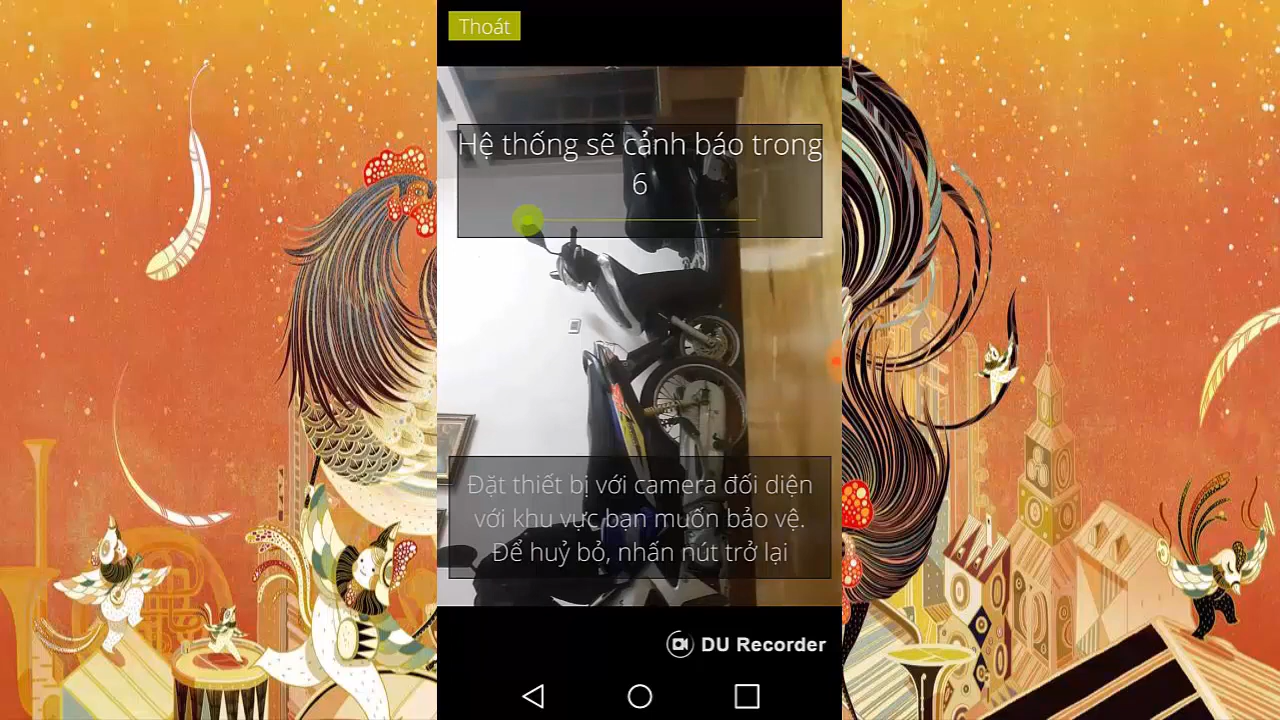 Thoát
Hệ thống sẽ cảnh báo trong
6
Đặt thiết bị với camera đối diện
với khu vực bạn muốn bảo vệ.
Để huỷ bỏ, nhấn nút trở lại
DU Recorder